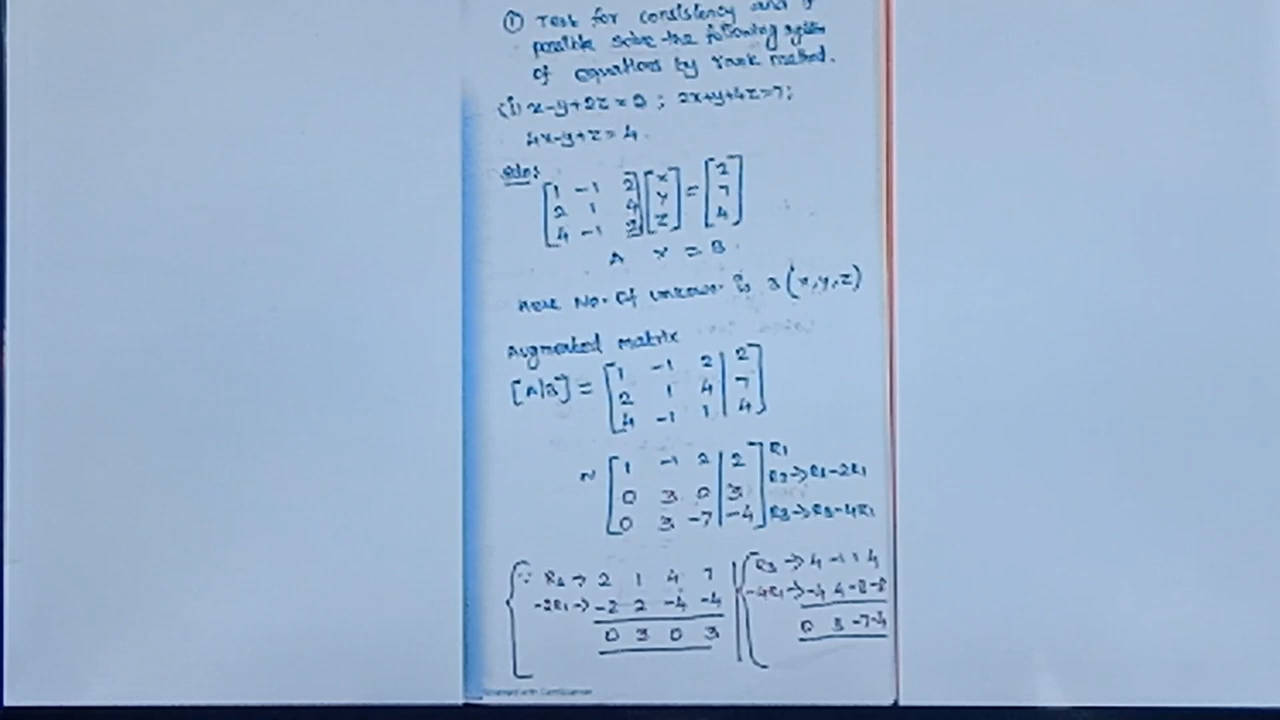 ① Test for consistency and if
possible solve the following system
of equations by rank method.
(i) x-y+2z=2 ; 2x+y+4z=7;
4x-y+z=4.
Soln:
[1 -1 2] [x] = [2]
[2 1 4] [y] [7]
[4 -1 ] [z] [4]
A X = B
Here No. of unknown is 3 (x,y,z)
Augmented matrix
[A|B] = [1 -1 2 | 2]
[2 1 4 | 7]
[4 -1 1 | 4]
~ [1 -1 2 | 2] R1
[0 3 0 | 3] R2→R2-2R1
[0 3 -7 | -4] R3→R3-4R1
∵ R2 → 2 1 4 7
-2R1 → -2 2 -4 -4
0 3 0 3
R3 → 4 -1 1 4
-4R1 → -4 4 -8 -8
0 3 -7 -4
Scanned with CamScanner